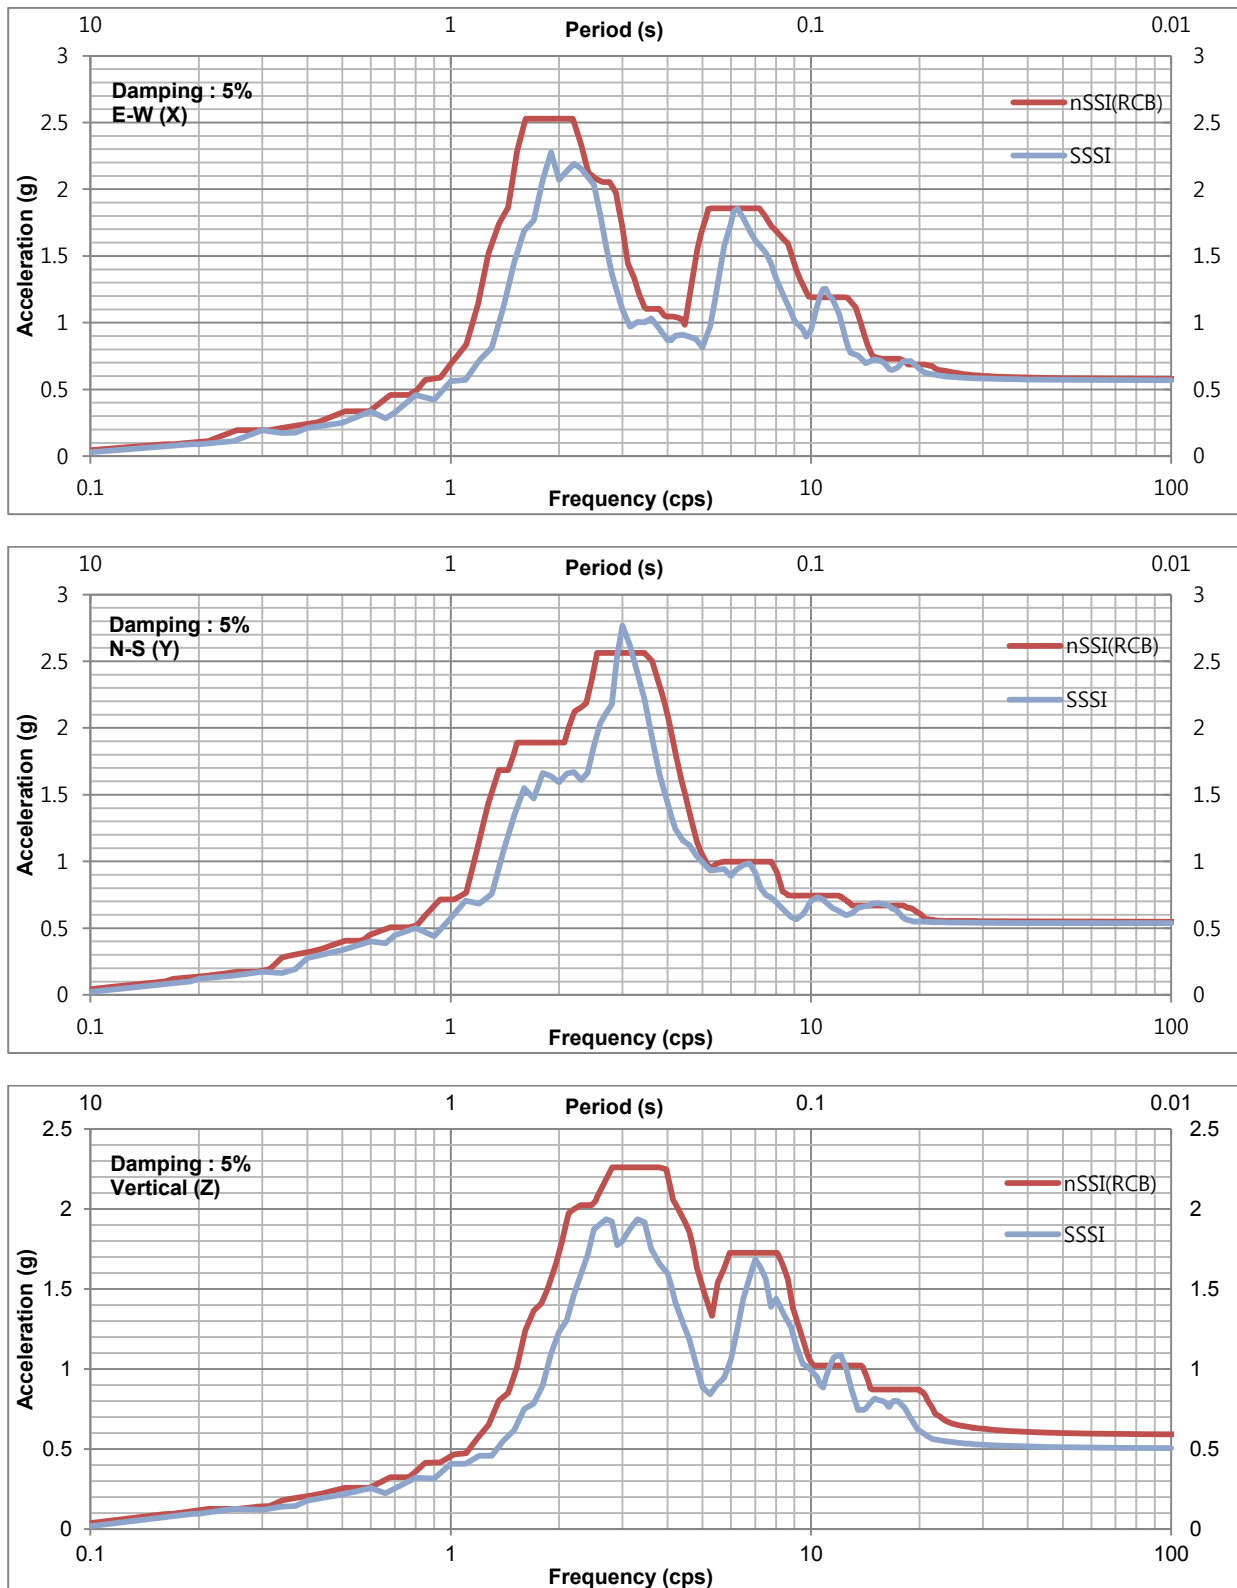 10 1 Period (s) 0.1 0.01
3 3
Damping : 5%
E-W (X)
nSSI(RCB)
2.5 2.5
SSSI
2 2
1.5 1.5
Acceleration (g)
1 1
0.5 0.5
0 0
0.1 1 10 100
Frequency (cps)
10 1 Period (s) 0.1 0.01
3 3
Damping : 5%
N-S (Y)
nSSI(RCB)
2.5 2.5
SSSI
2 2
1.5 1.5
Acceleration (g)
1 1
0.5 0.5
0 0
0.1 1 10 100
Frequency (cps)
10 1 Period (s) 0.1 0.01
2.5 2.5
Damping : 5%
Vertical (Z)
nSSI(RCB)
2 2
SSSI
1.5 1.5
Acceleration (g)
1 1
0.5 0.5
0 0
0.1 1 10 100
Frequency (cps)